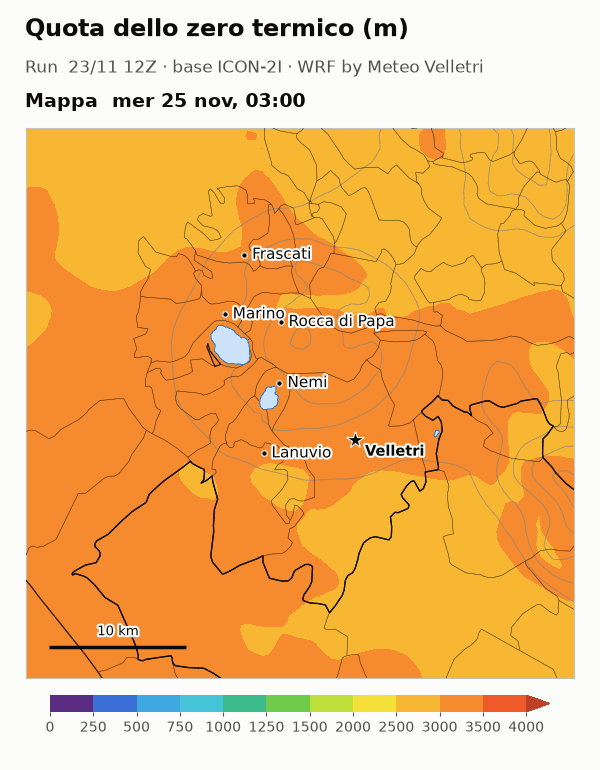 Quota dello zero termico (m)
Run  23/11 12Z · base ICON-2I · WRF by Meteo Velletri
Mappa  mer 25 nov, 03:00
Frascati
Marino
Rocca di Papa
Nemi
Velletri
Lanuvio
10 km
0 250 500 750 1000 1250 1500 2000 2500 3000 3500 4000